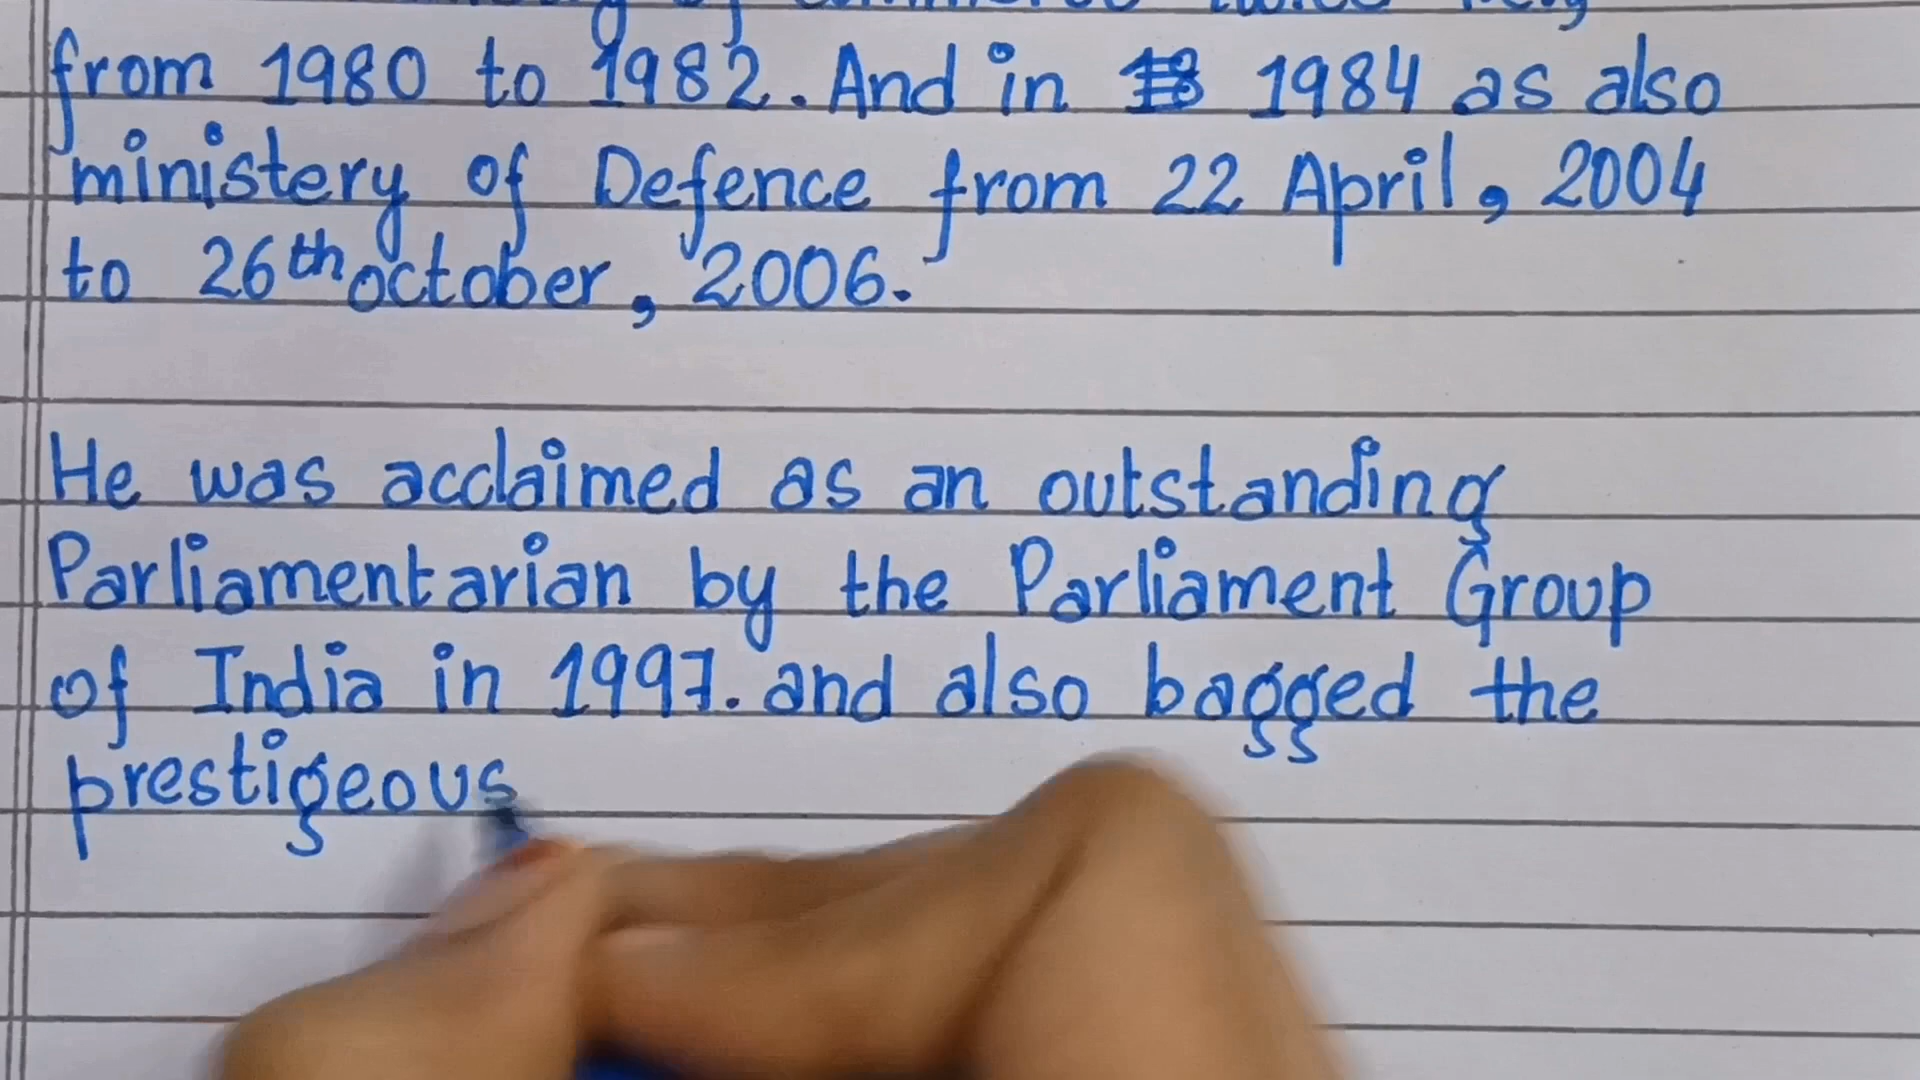 commerce twice
from 1980 to 1982. And in 1984 as also
ministery of Defence from 22 April, 2004
to 26th october, 2006.
He was acclaimed as an outstanding
Parliamentarian by the Parliament Group
of India in 1997. and also bagged the
prestigeous